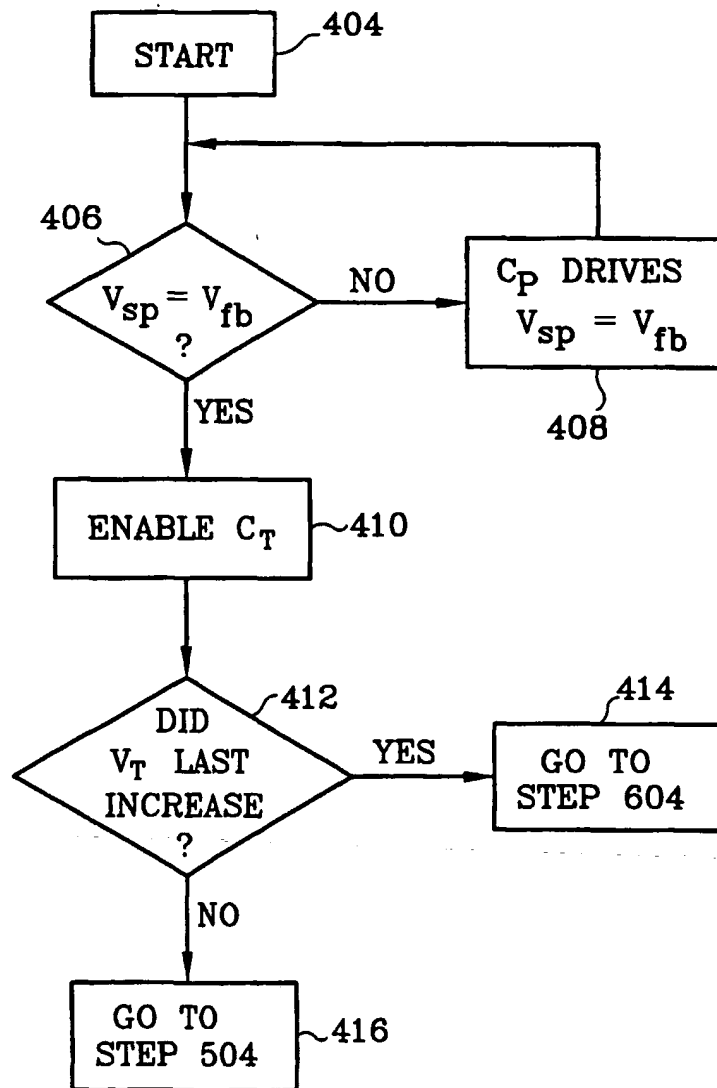 START
404
406
V_sp = V_fb
?
NO
C_P DRIVES
V_sp = V_fb
408
YES
ENABLE C_T
410
DID
V_T LAST
INCREASE
?
412
YES
414
GO TO
STEP 604
NO
GO TO
STEP 504
416